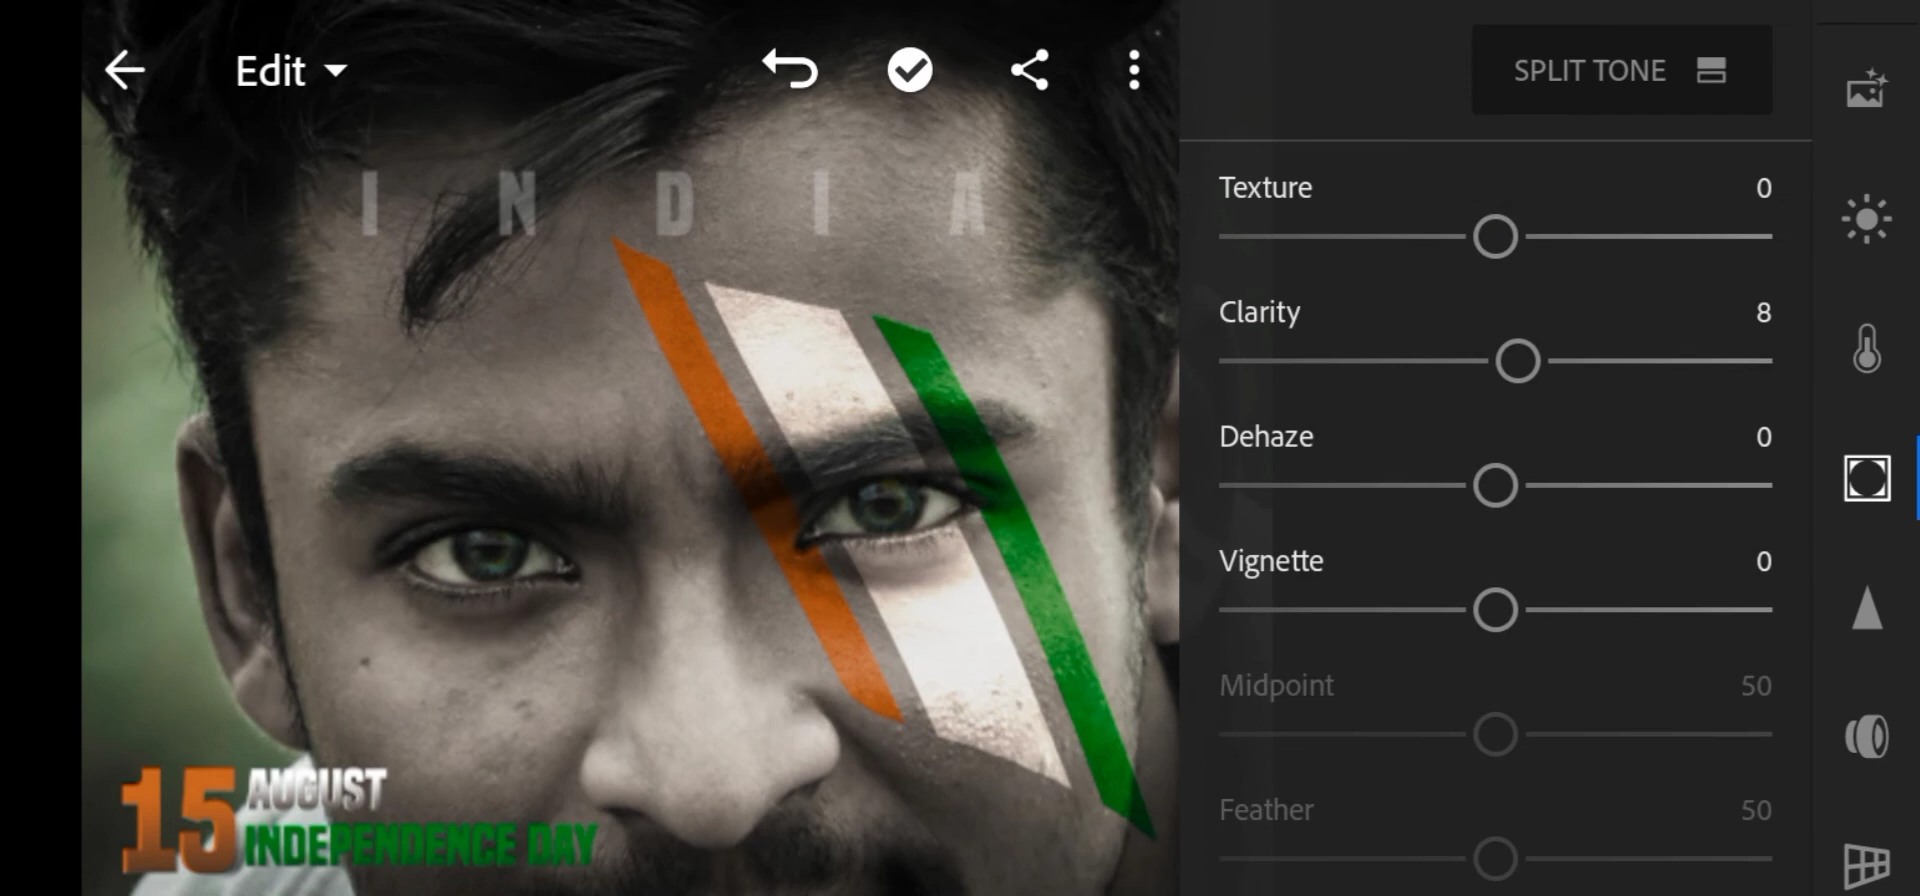 Edit
SPLIT TONE
I N D I A
Texture 0
Clarity 8
Dehaze 0
Vignette 0
Midpoint 50
Feather 50
15 AUGUST
INDEPENDENCE DAY